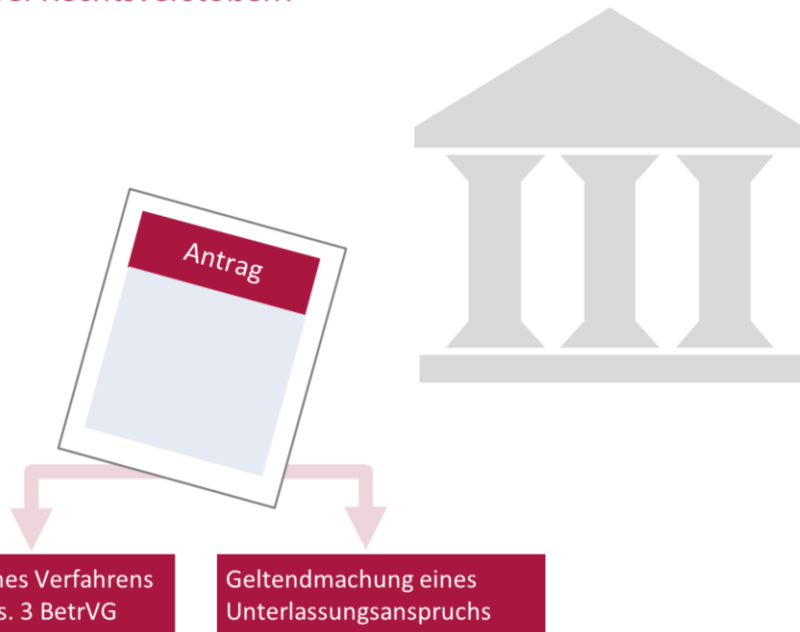 Antrag
nes Verfahrens
s. 3 BetrVG
Geltendmachung eines
Unterlassungsanspruchs